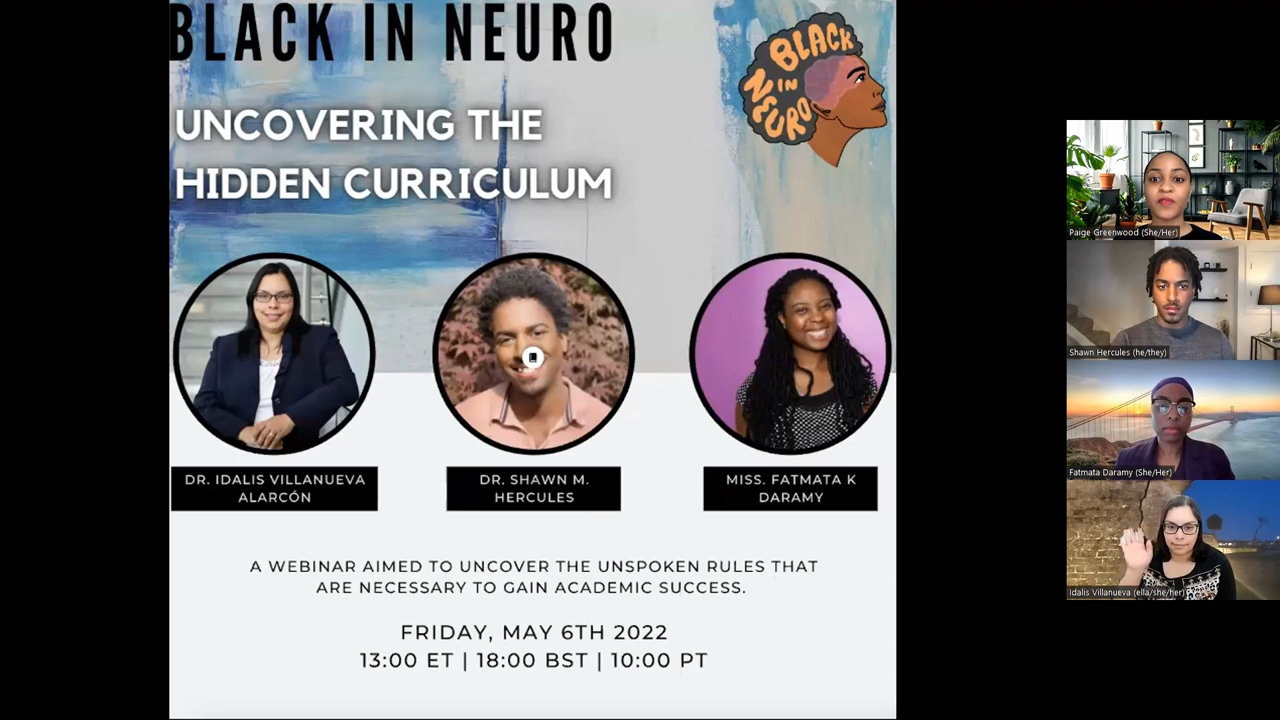 BLACK IN NEURO
UNCOVERING THE
HIDDEN CURRICULUM
BLACK
IN
NEURO
DR. IDALIS VILLANUEVA
ALARCÓN
DR. SHAWN M.
HERCULES
MISS. FATMATA K
DARAMY
A WEBINAR AIMED TO UNCOVER THE UNSPOKEN RULES THAT
ARE NECESSARY TO GAIN ACADEMIC SUCCESS.
FRIDAY, MAY 6TH 2022
13:00 ET | 18:00 BST | 10:00 PT
Paige Greenwood (She/Her)
Shawn Hercules (he/they)
Fatmata Daramy (She/Her)
Idalis Villanueva (ella/she/her)